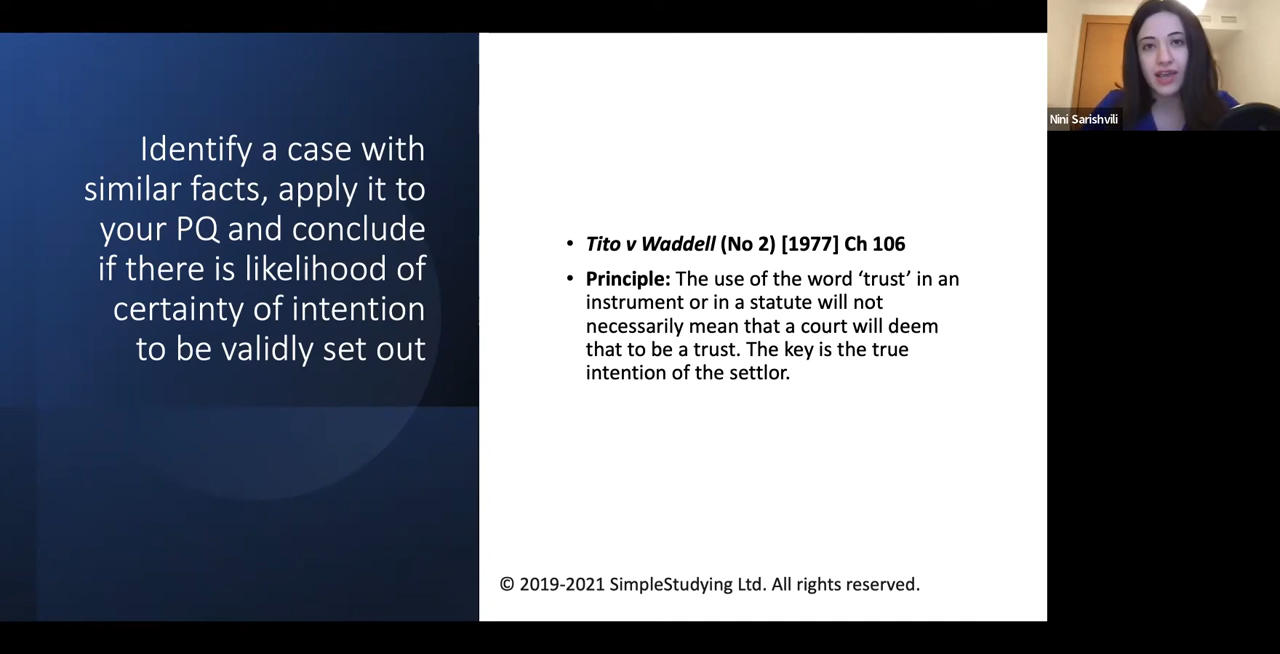 Identify a case with
similar facts, apply it to
your PQ and conclude
if there is likelihood of
certainty of intention
to be validly set out
• Tito v Waddell (No 2) [1977] Ch 106
• Principle: The use of the word ‘trust’ in an
instrument or in a statute will not
necessarily mean that a court will deem
that to be a trust. The key is the true
intention of the settlor.
© 2019-2021 SimpleStudying Ltd. All rights reserved.
Nini Sarishvili